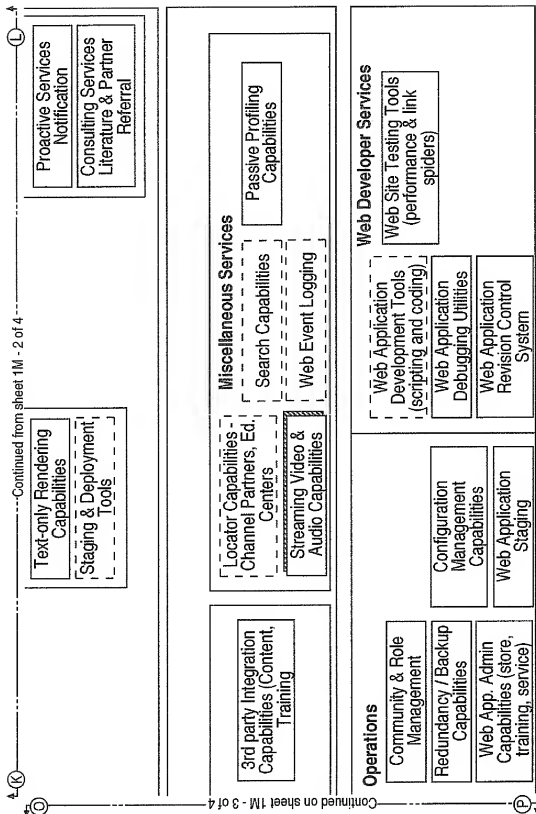 Continued from sheet 1M - 2 of 4
K
L
O
Text-only Rendering
Capabilities
Staging & Deployment
Tools
Proactive Services
Notification
Consulting Services
Literature & Partner
Referral
3rd party Integration
Capabilities (Content,
Training
Miscellaneous Services
Locator Capabilities -
Channel Partners, Ed.
Centers
Streaming Video &
Audio Capabilities
Search Capabilities
Web Event Logging
Passive Profiling
Capabilities
Operations
Community & Role
Management
Redundancy / Backup
Capabilities
Web App. Admin
Capabilities (store,
training, service)
Configuration
Management
Capabilities
Web Application
Staging
Web Developer Services
Web Application
Development Tools
(scripting and coding)
Web Application
Debugging Utilities
Web Application
Revision Control
System
Web Site Testing Tools
(performance & link
spiders)
Continued on sheet 1M - 3 of 4
P